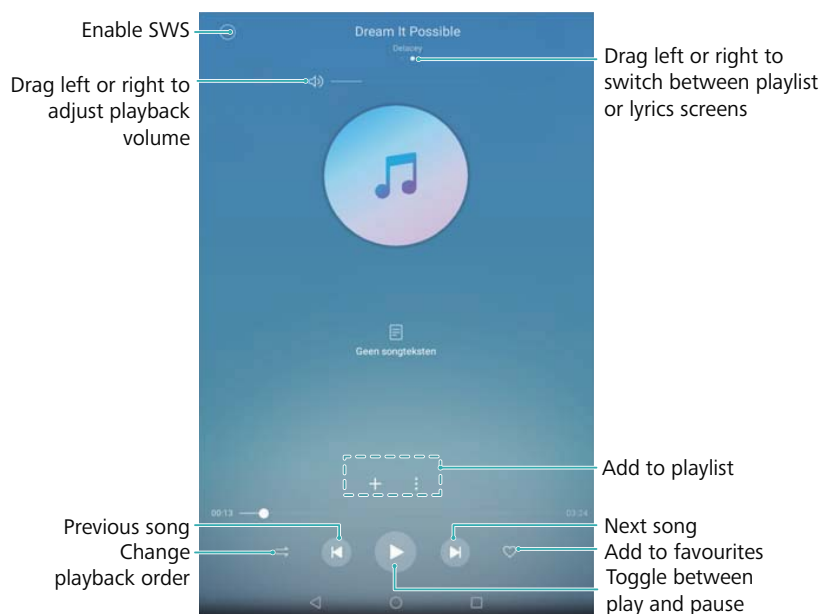 Enable SWS
Dream It Possible
Delacey
Drag left or right to
adjust playback
volume
Drag left or right to
switch between playlist
or lyrics screens
Geen songteksten
Add to playlist
00:13
03:24
Previous song
Change
playback order
Next song
Add to favourites
Toggle between
play and pause